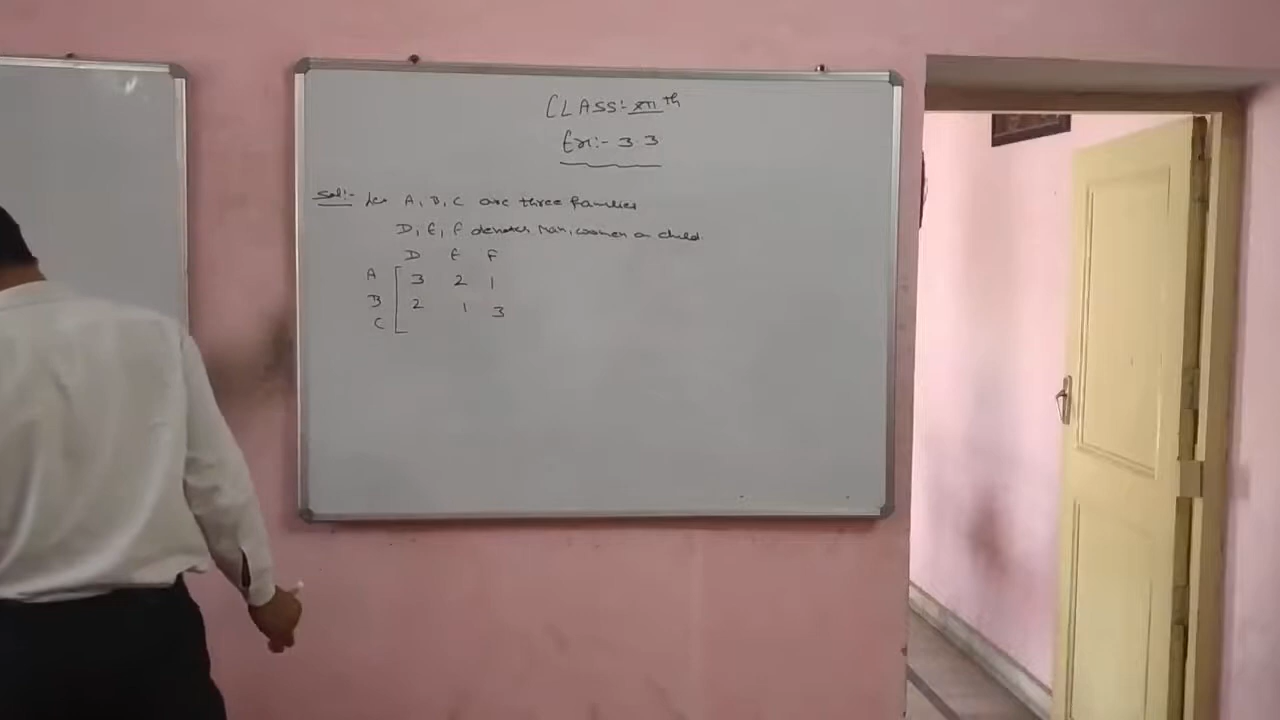 CLASS:- XII th
Ex:- 3.3
Sol:- Let A, B, C are three families
D, E, F denotes Man, women or child.
D E F
A [ 3 2 1
B 2 1 3
C